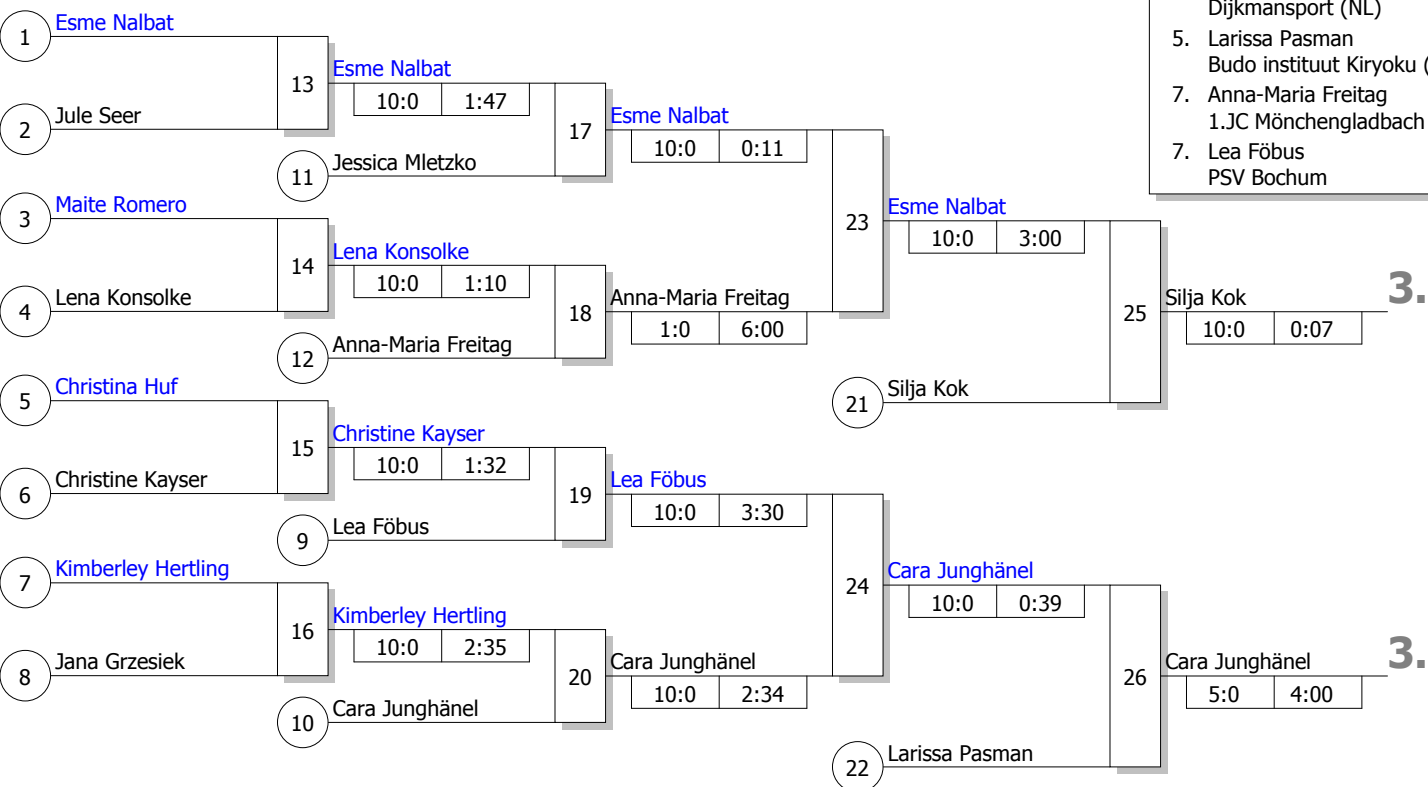 Dijkmansport (NL)
5. Larissa Pasman
Budo instituut Kiryoku (
7. Anna-Maria Freitag
1.JC Mönchengladbach
7. Lea Föbus
PSV Bochum
1 Esme Nalbat
2 Jule Seer
13 Esme Nalbat
10:0 1:47
11 Jessica Mletzko
17 Esme Nalbat
10:0 0:11
3 Maite Romero
4 Lena Konsolke
14 Lena Konsolke
10:0 1:10
12 Anna-Maria Freitag
18 Anna-Maria Freitag
1:0 6:00
23 Esme Nalbat
10:0 3:00
21 Silja Kok
25 Silja Kok 3.
10:0 0:07
5 Christina Huf
6 Christine Kayser
15 Christine Kayser
10:0 1:32
9 Lea Föbus
19 Lea Föbus
10:0 3:30
7 Kimberley Hertling
8 Jana Grzesiek
16 Kimberley Hertling
10:0 2:35
10 Cara Junghänel
20 Cara Junghänel
10:0 2:34
24 Cara Junghänel
10:0 0:39
22 Larissa Pasman
26 Cara Junghänel 3.
5:0 4:00